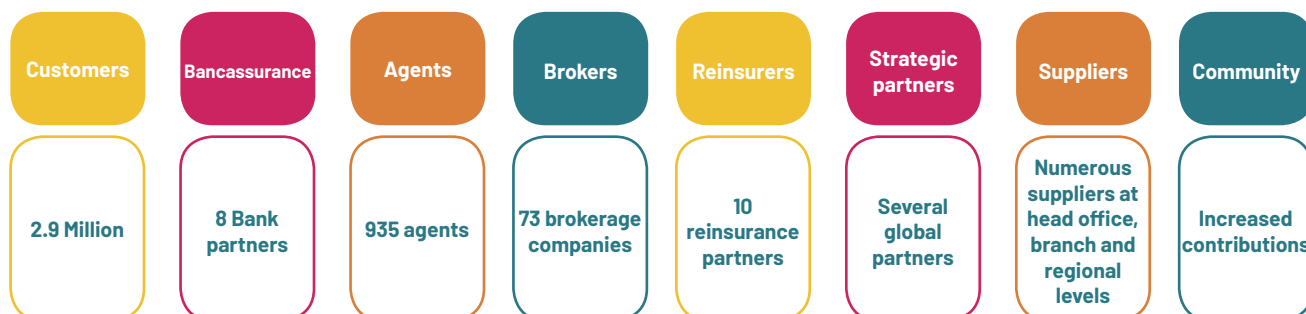 Customers
Bancassurance
Agents
Brokers
Reinsurers
Strategic
partners
Suppliers
Community
2.9 Million
8 Bank
partners
935 agents
73 brokerage
companies
10
reinsurance
partners
Several
global
partners
Numerous
suppliers at
head office,
branch and
regional
levels
Increased
contributions